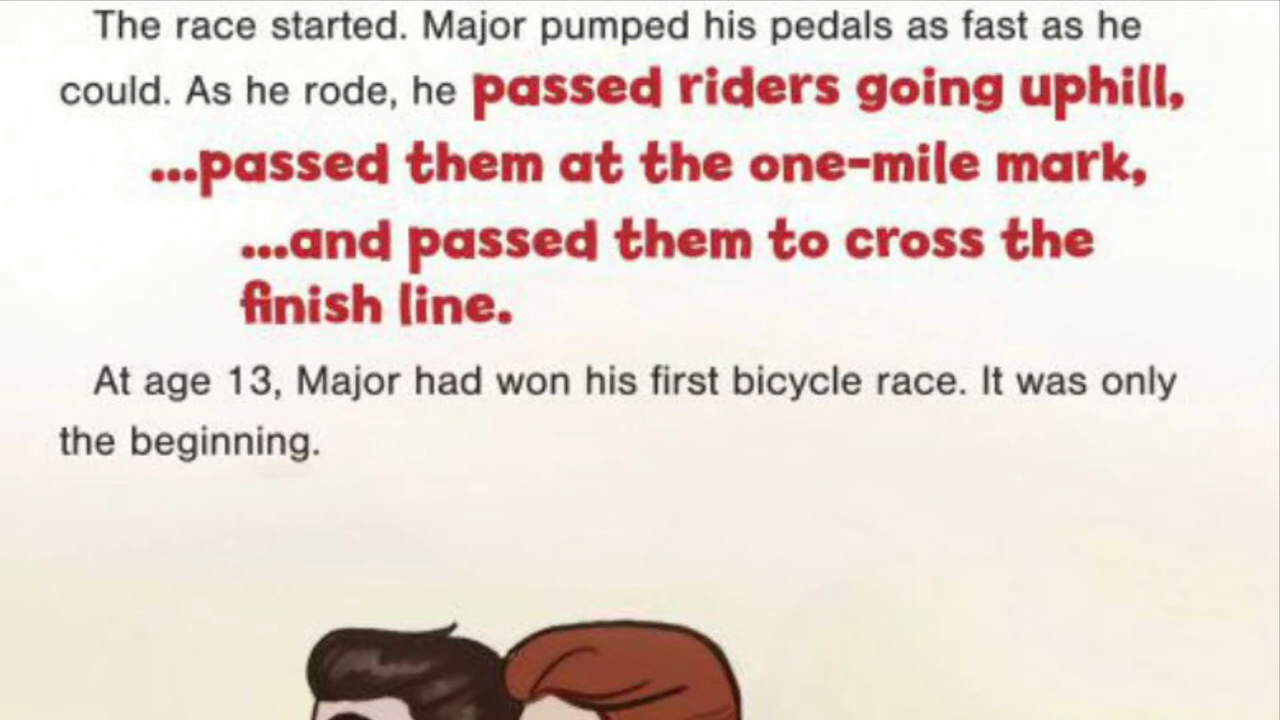 The race started. Major pumped his pedals as fast as he
could. As he rode, he passed riders going uphill,
...passed them at the one-mile mark,
...and passed them to cross the
finish line.
At age 13, Major had won his first bicycle race. It was only
the beginning.